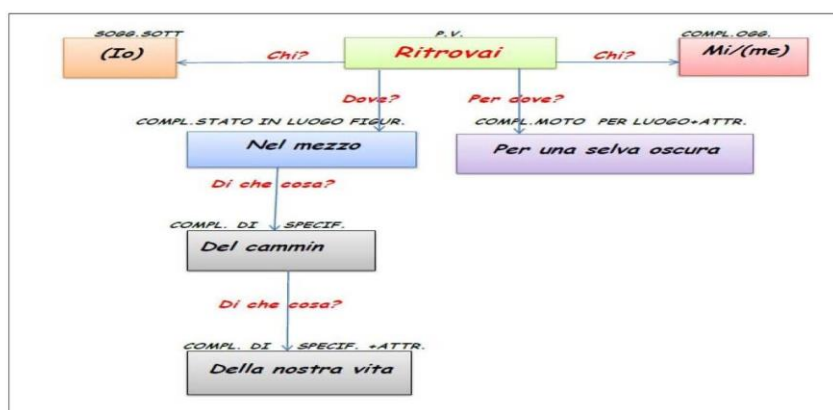 SOGG.SOTT
P.V.
COMPL.OGG.
(Io)
Chi?
Ritrovai
Chi?
Mi/(me)
Dove?
Per dove?
COMPL.STATO IN LUOGO FIGUR.
COMPL.MOTO PER LUOGO+ATTR.
Nel mezzo
Per una selva oscura
Di che cosa?
COMPL. DI SPECIF.
Del cammin
Di che cosa?
COMPL. DI SPECIF. +ATTR.
Della nostra vita